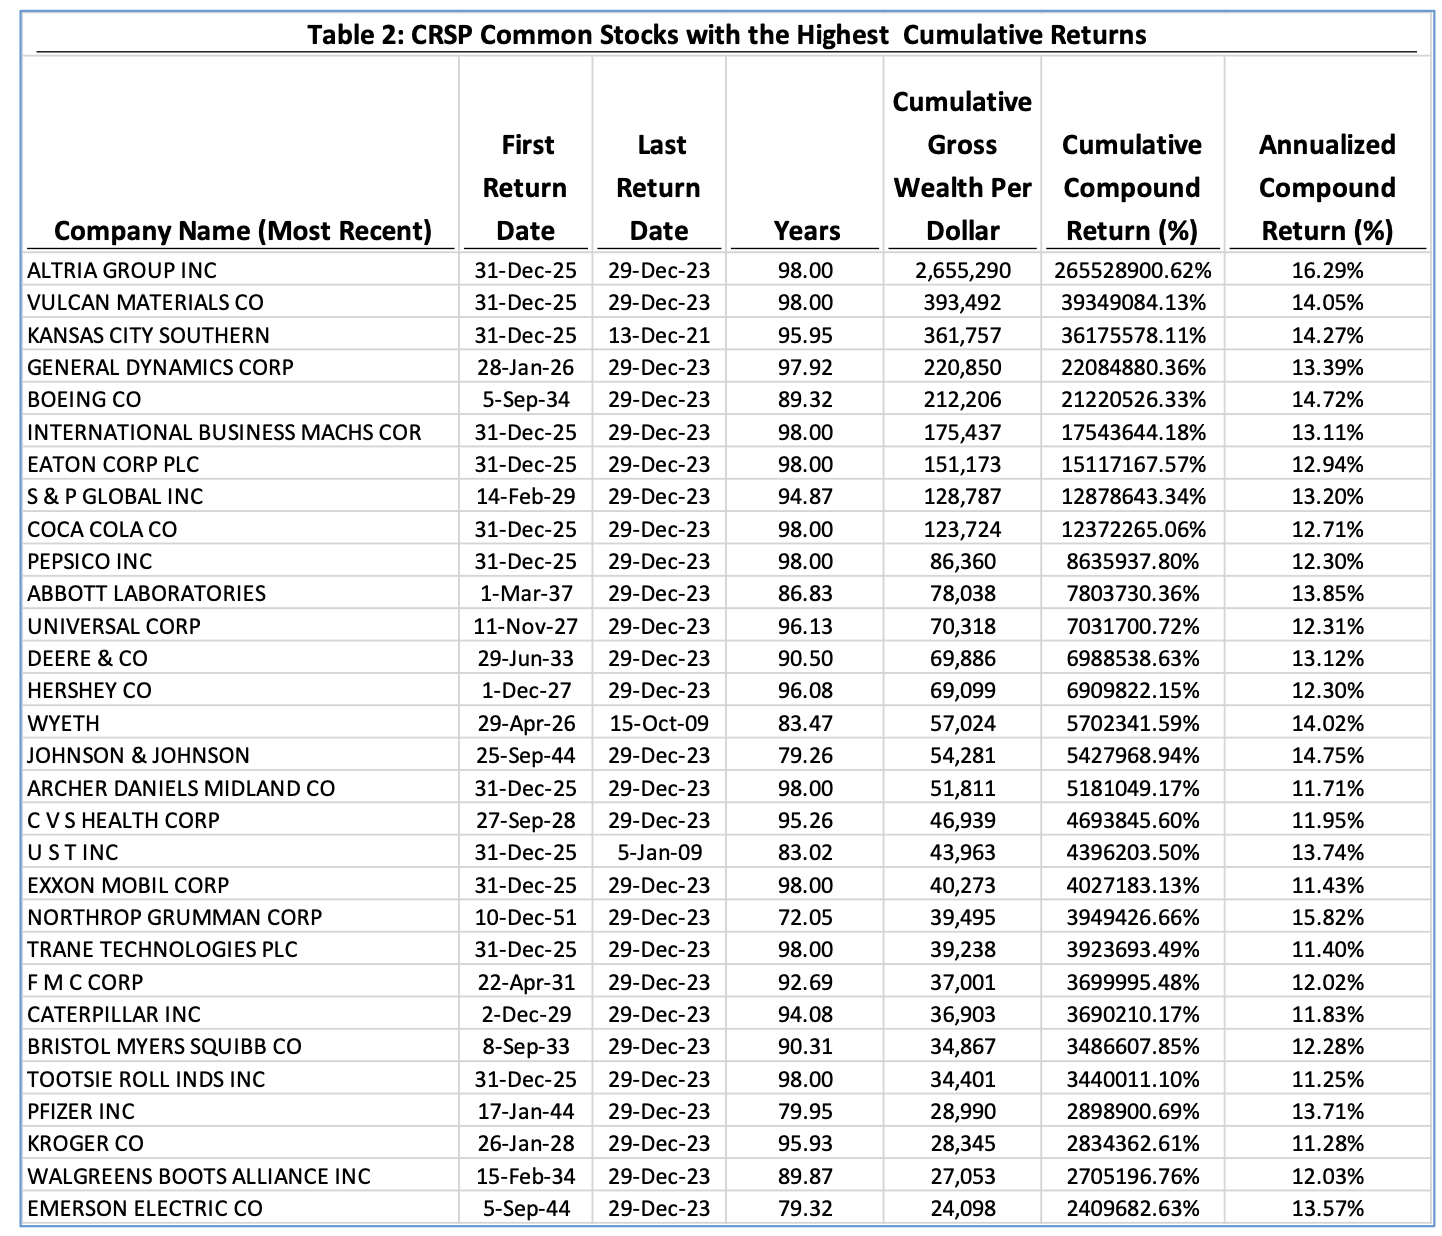 Table 2: CRSP Common Stocks with the Highest Cumulative Returns
Company Name (Most Recent) First Return Date Last Return Date Years Cumulative Gross Wealth Per Dollar Cumulative Compound Return (%) Annualized Compound Return (%)
ALTRIA GROUP INC 31-Dec-25 29-Dec-23 98.00 2,655,290 265528900.62% 16.29%
VULCAN MATERIALS CO 31-Dec-25 29-Dec-23 98.00 393,492 39349084.13% 14.05%
KANSAS CITY SOUTHERN 31-Dec-25 13-Dec-21 95.95 361,757 36175578.11% 14.27%
GENERAL DYNAMICS CORP 28-Jan-26 29-Dec-23 97.92 220,850 22084880.36% 13.39%
BOEING CO 5-Sep-34 29-Dec-23 89.32 212,206 21220526.33% 14.72%
INTERNATIONAL BUSINESS MACHS COR 31-Dec-25 29-Dec-23 98.00 175,437 17543644.18% 13.11%
EATON CORP PLC 31-Dec-25 29-Dec-23 98.00 151,173 15117167.57% 12.94%
S & P GLOBAL INC 14-Feb-29 29-Dec-23 94.87 128,787 12878643.34% 13.20%
COCA COLA CO 31-Dec-25 29-Dec-23 98.00 123,724 12372265.06% 12.71%
PEPSICO INC 31-Dec-25 29-Dec-23 98.00 86,360 8635937.80% 12.30%
ABBOTT LABORATORIES 1-Mar-37 29-Dec-23 86.83 78,038 7803730.36% 13.85%
UNIVERSAL CORP 11-Nov-27 29-Dec-23 96.13 70,318 7031700.72% 12.31%
DEERE & CO 29-Jun-33 29-Dec-23 90.50 69,886 6988538.63% 13.12%
HERSHEY CO 1-Dec-27 29-Dec-23 96.08 69,099 6909822.15% 12.30%
WYETH 29-Apr-26 15-Oct-09 83.47 57,024 5702341.59% 14.02%
JOHNSON & JOHNSON 25-Sep-44 29-Dec-23 79.26 54,281 5427968.94% 14.75%
ARCHER DANIELS MIDLAND CO 31-Dec-25 29-Dec-23 98.00 51,811 5181049.17% 11.71%
C V S HEALTH CORP 27-Sep-28 29-Dec-23 95.26 46,939 4693845.60% 11.95%
U S T INC 31-Dec-25 5-Jan-09 83.02 43,963 4396203.50% 13.74%
EXXON MOBIL CORP 31-Dec-25 29-Dec-23 98.00 40,273 4027183.13% 11.43%
NORTHROP GRUMMAN CORP 10-Dec-51 29-Dec-23 72.05 39,495 3949426.66% 15.82%
TRANE TECHNOLOGIES PLC 31-Dec-25 29-Dec-23 98.00 39,238 3923693.49% 11.40%
F M C CORP 22-Apr-31 29-Dec-23 92.69 37,001 3699995.48% 12.02%
CATERPILLAR INC 2-Dec-29 29-Dec-23 94.08 36,903 3690210.17% 11.83%
BRISTOL MYERS SQUIBB CO 8-Sep-33 29-Dec-23 90.31 34,867 3486607.85% 12.28%
TOOTSIE ROLL INDS INC 31-Dec-25 29-Dec-23 98.00 34,401 3440011.10% 11.25%
PFIZER INC 17-Jan-44 29-Dec-23 79.95 28,990 2898900.69% 13.71%
KROGER CO 26-Jan-28 29-Dec-23 95.93 28,345 2834362.61% 11.28%
WALGREENS BOOTS ALLIANCE INC 15-Feb-34 29-Dec-23 89.87 27,053 2705196.76% 12.03%
EMERSON ELECTRIC CO 5-Sep-44 29-Dec-23 79.32 24,098 2409682.63% 13.57%